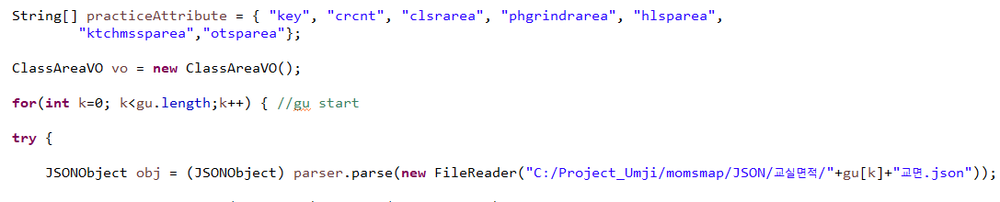 String[] practiceAttribute = { "key", "crcnt", "clsrarea", "phgrindrarea", "hlsparea",
"ktchmssparea","otsparea"};
ClassAreaVO vo = new ClassAreaVO();
for(int k=0; k<gu.length;k++) { //gu start
try {
JSONObject obj = (JSONObject) parser.parse(new FileReader("C:/Project_Umji/momsmap/JSON/교실면적/"+gu[k]+"교면.json"));